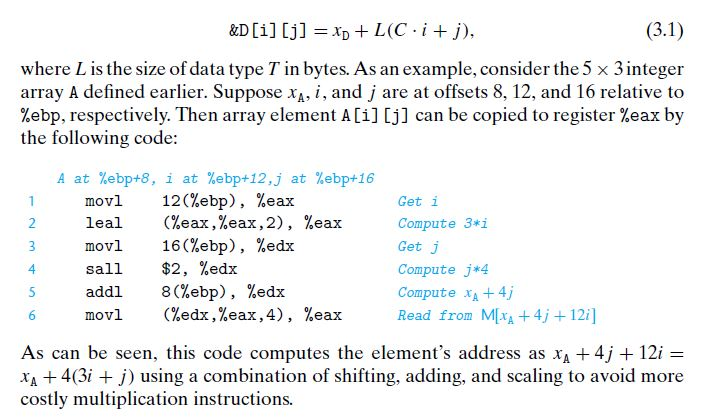 &D[i][j] = xD + L(C · i + j), (3.1)
where L is the size of data type T in bytes. As an example, consider the 5 × 3 integer
array A defined earlier. Suppose xA, i, and j are at offsets 8, 12, and 16 relative to
%ebp, respectively. Then array element A[i][j] can be copied to register %eax by
the following code:
A at %ebp+8, i at %ebp+12,j at %ebp+16
1 movl 12(%ebp), %eax Get i
2 leal (%eax,%eax,2), %eax Compute 3*i
3 movl 16(%ebp), %edx Get j
4 sall $2, %edx Compute j*4
5 addl 8(%ebp), %edx Compute xA + 4j
6 movl (%edx,%eax,4), %eax Read from M[xA + 4j + 12i]
As can be seen, this code computes the element's address as xA + 4j + 12i =
xA + 4(3i + j) using a combination of shifting, adding, and scaling to avoid more
costly multiplication instructions.